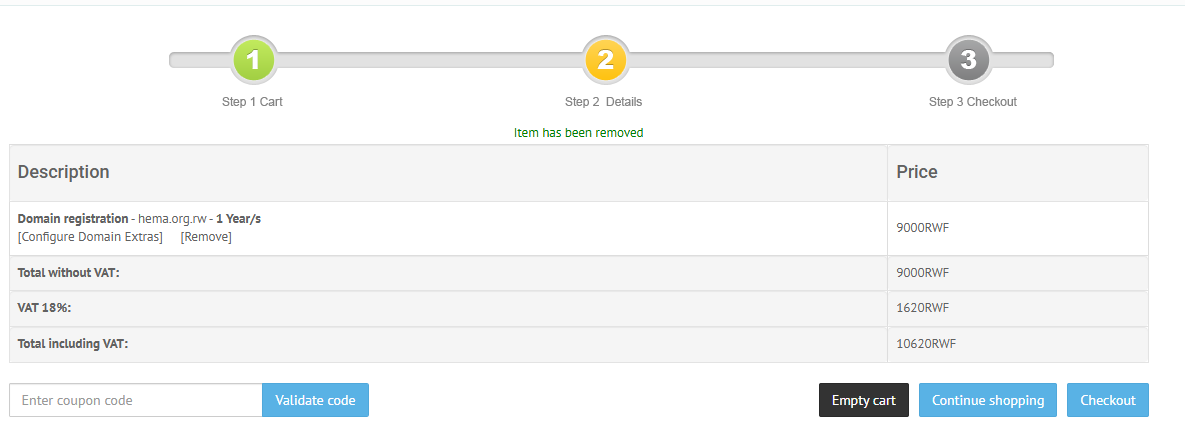 1
2
3
Step 1 Cart
Step 2 Details
Step 3 Checkout
Item has been removed
Description
Price
Domain registration - hema.org.rw - 1 Year/s
[Configure Domain Extras] [Remove]
9000RWF
Total without VAT:
9000RWF
VAT 18%:
1620RWF
Total including VAT:
10620RWF
Enter coupon code
Validate code
Empty cart
Continue shopping
Checkout